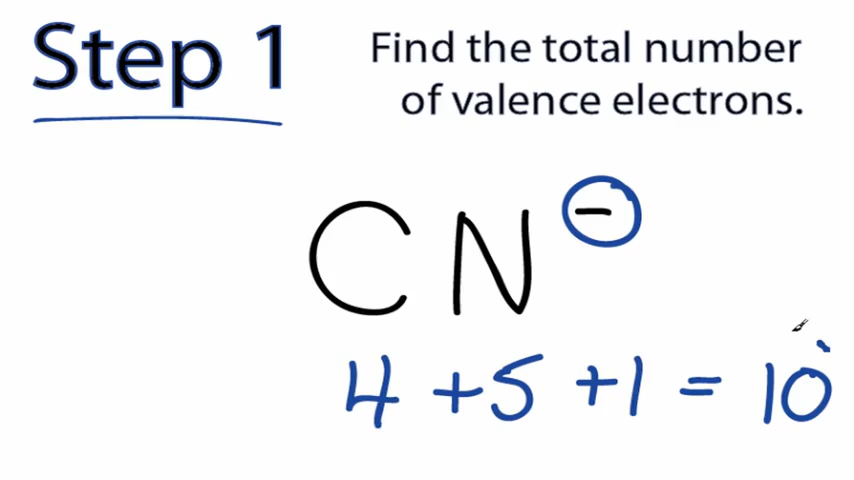 Step 1
Find the total number
of valence electrons.
CN⁻
4 + 5 + 1 = 10